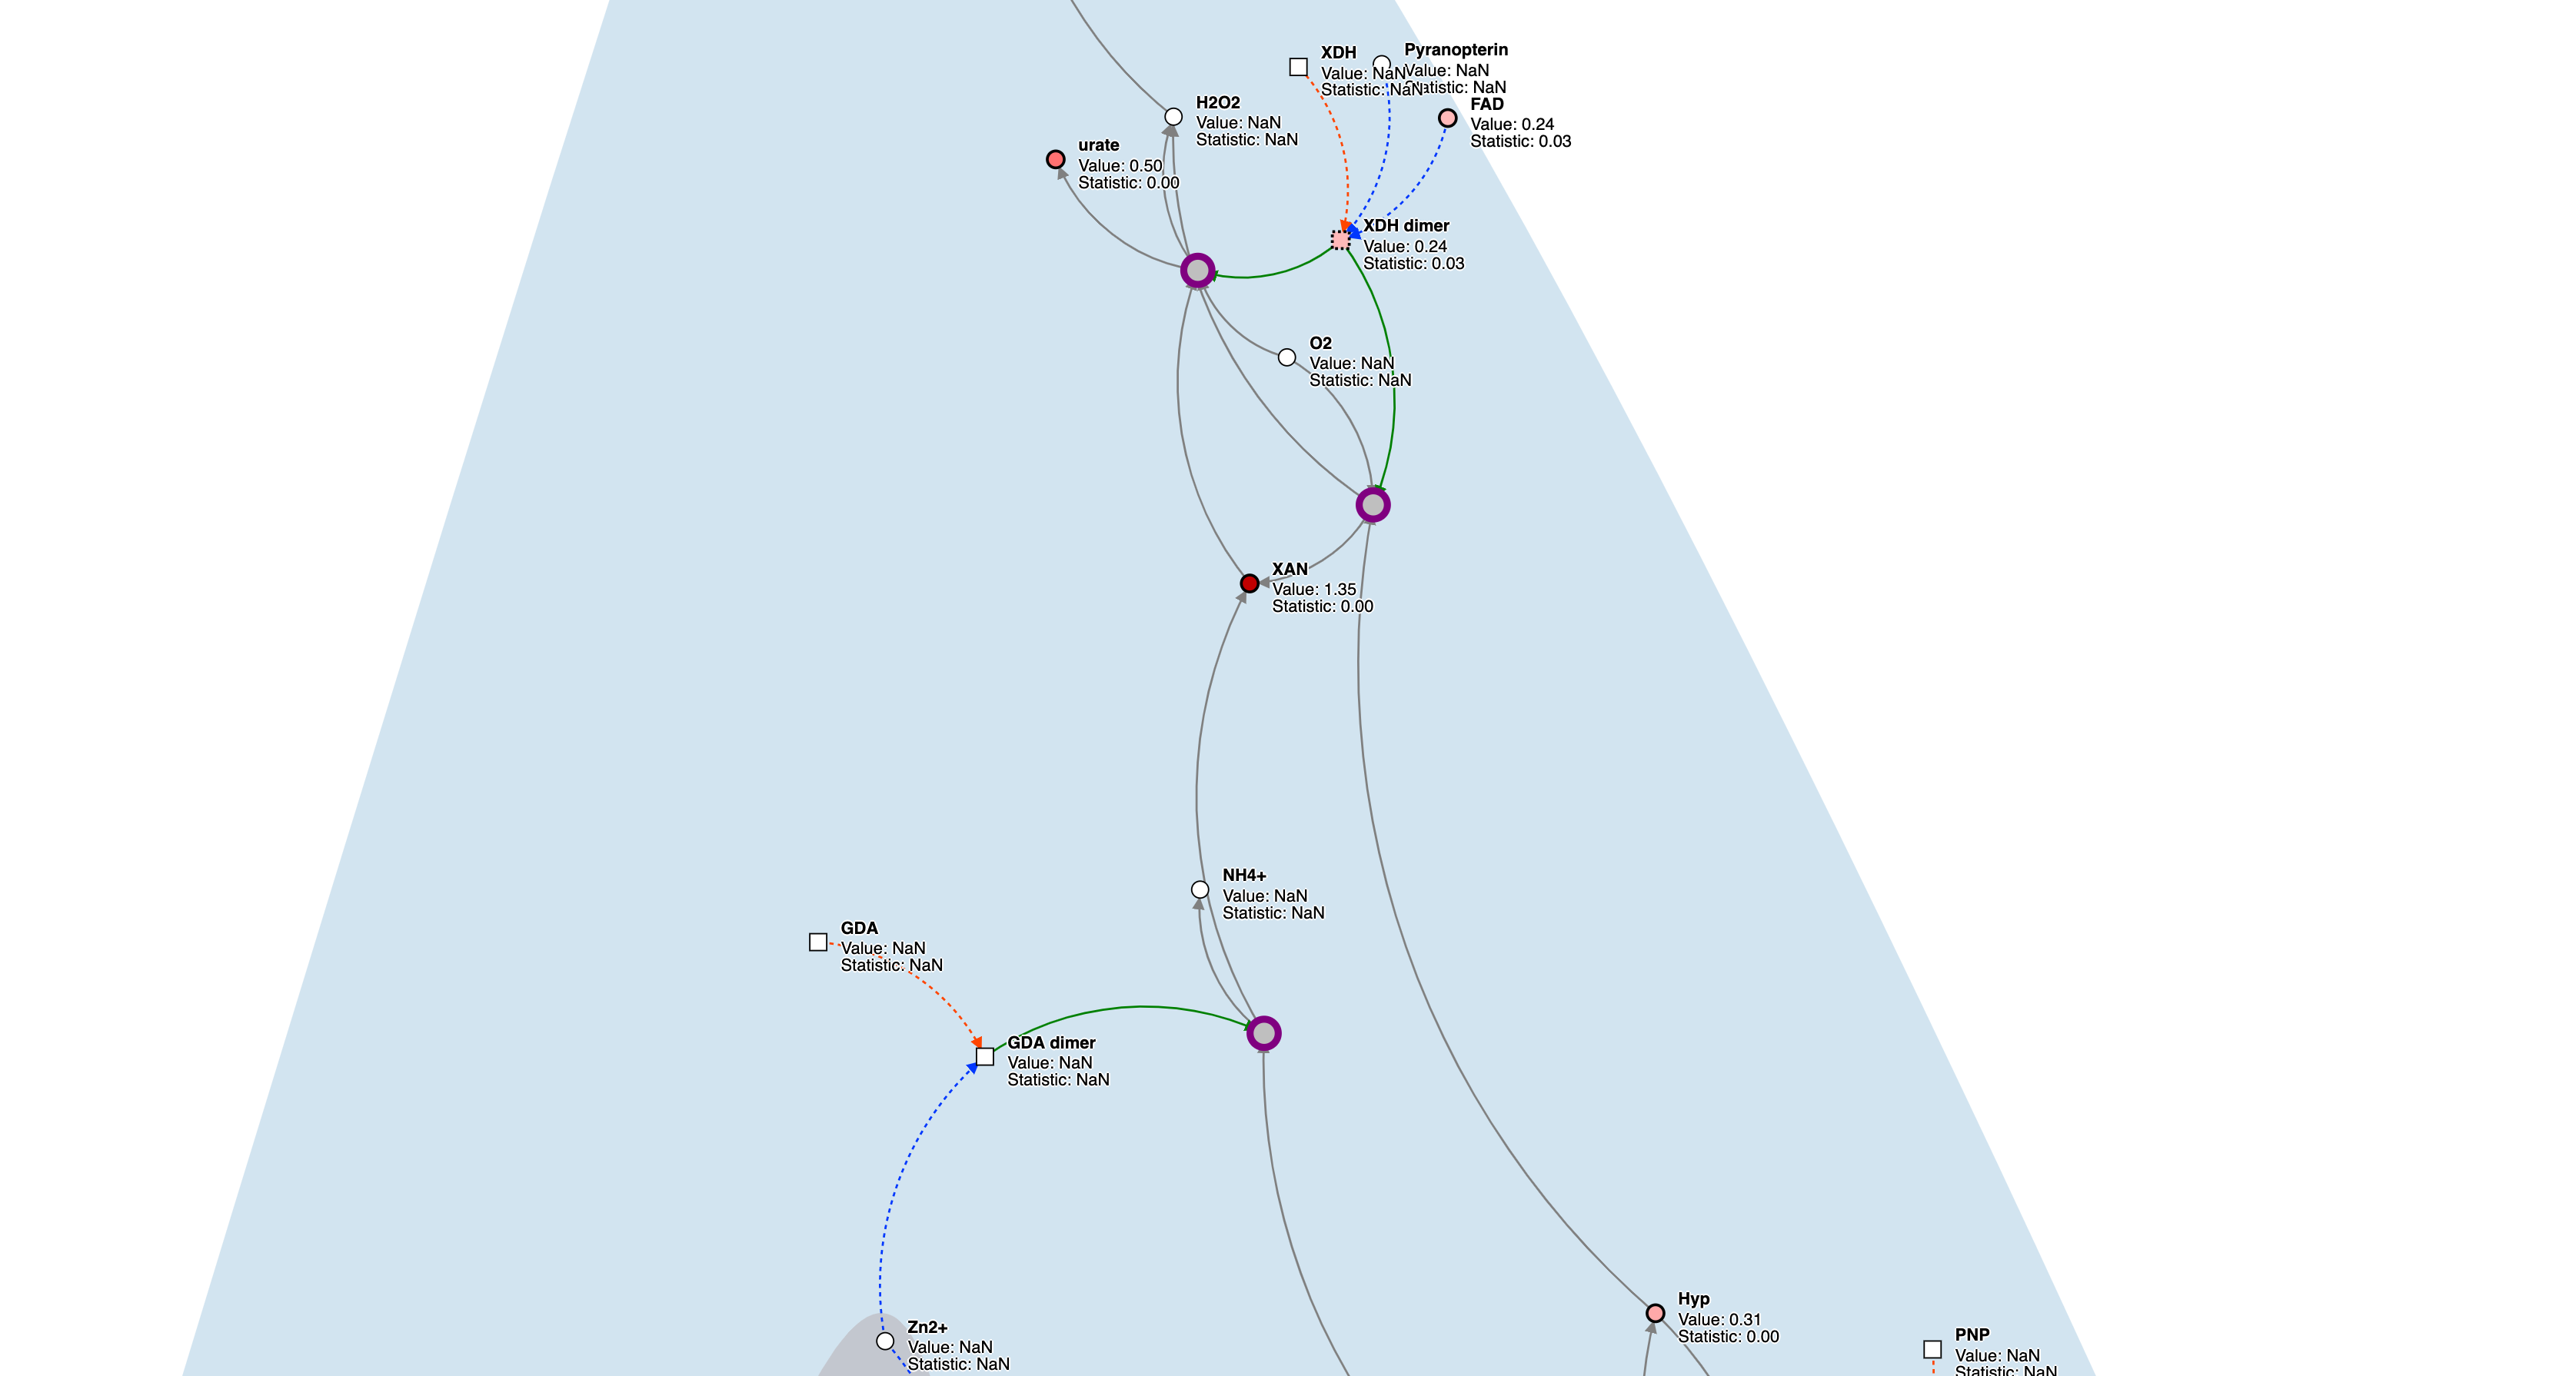 XDH
Value: NaN
Statistic: NaN
Pyranopterin
Value: NaN
Statistic: NaN
FAD
Value: 0.24
Statistic: 0.03
H2O2
Value: NaN
Statistic: NaN
urate
Value: 0.50
Statistic: 0.00
XDH dimer
Value: 0.24
Statistic: 0.03
O2
Value: NaN
Statistic: NaN
XAN
Value: 1.35
Statistic: 0.00
NH4+
Value: NaN
Statistic: NaN
GDA
Value: NaN
Statistic: NaN
GDA dimer
Value: NaN
Statistic: NaN
Hyp
Value: 0.31
Statistic: 0.00
Zn2+
Value: NaN
Statistic: NaN
PNP
Value: NaN
Statistic: NaN